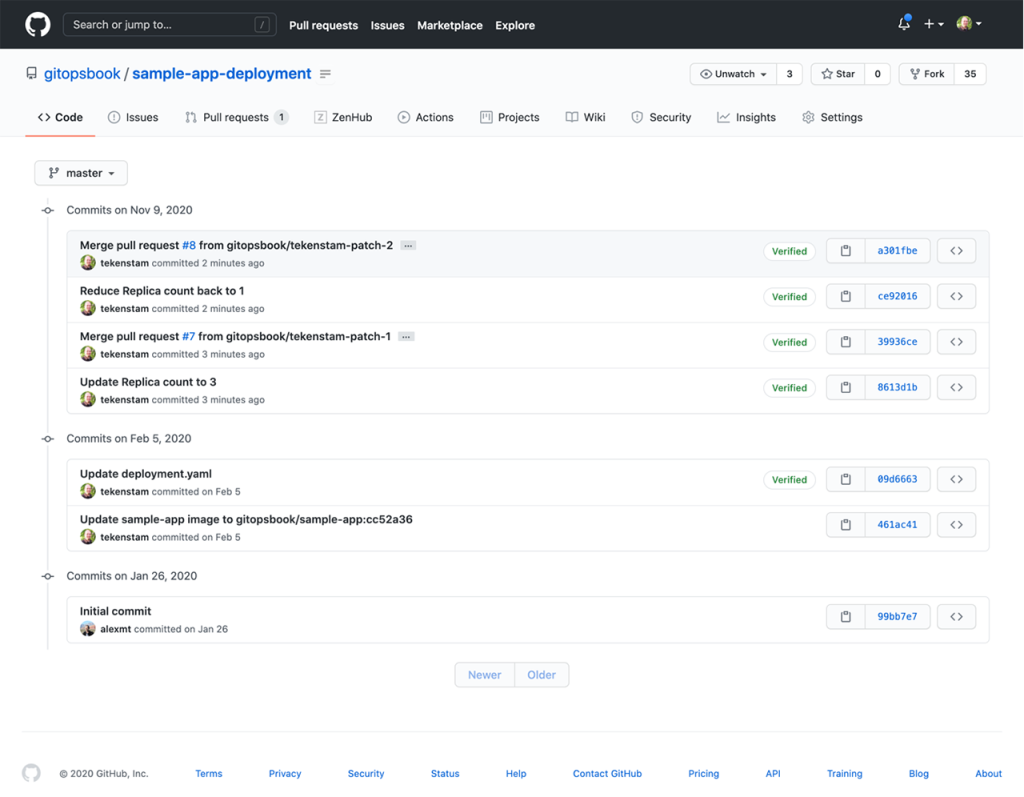 Search or jump to... / Pull requests Issues Marketplace Explore
gitopsbook / sample-app-deployment Unwatch 3 Star 0 Fork 35
Code Issues Pull requests 1 ZenHub Actions Projects Wiki Security Insights Settings
master
Commits on Nov 9, 2020
Merge pull request #8 from gitopsbook/tekenstam-patch-2 ...
tekenstam committed 2 minutes ago
Verified a301fbe
Reduce Replica count back to 1
tekenstam committed 2 minutes ago
Verified ce92016
Merge pull request #7 from gitopsbook/tekenstam-patch-1 ...
tekenstam committed 3 minutes ago
Verified 39936ce
Update Replica count to 3
tekenstam committed 3 minutes ago
Verified 8613d1b
Commits on Feb 5, 2020
Update deployment.yaml
tekenstam committed on Feb 5
Verified 09d6663
Update sample-app image to gitopsbook/sample-app:cc52a36
tekenstam committed on Feb 5
461ac41
Commits on Jan 26, 2020
Initial commit
alexmt committed on Jan 26
99bb7e7
Newer Older
© 2020 GitHub, Inc. Terms Privacy Security Status Help Contact GitHub Pricing API Training Blog About